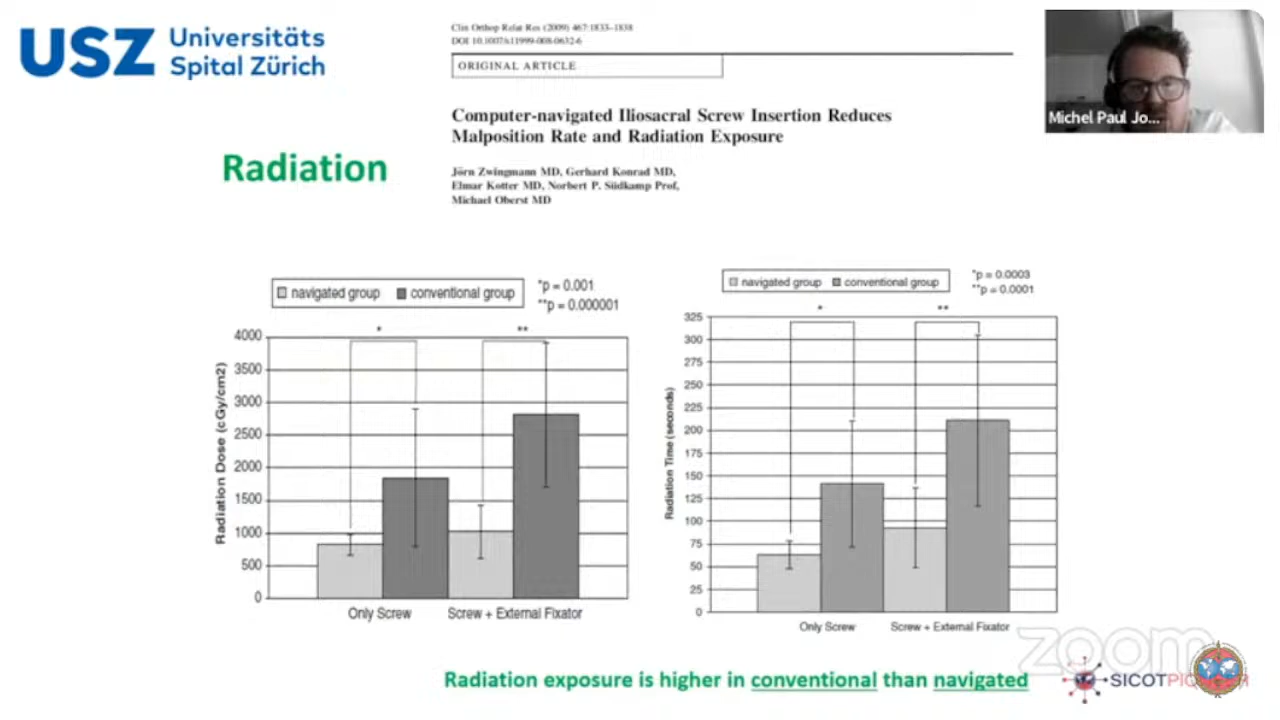 USZ Universitäts
Spital Zürich
Clin Orthop Relat Res (2009) 467:1833–1838
DOI 10.1007/s11999-008-0632-6
ORIGINAL ARTICLE
Computer-navigated Iliosacral Screw Insertion Reduces
Malposition Rate and Radiation Exposure
Jörn Zwingmann MD, Gerhard Konrad MD,
Elmar Kotter MD, Norbert P. Südkamp Prof,
Michael Oberst MD
Michel Paul Jo...
Radiation
navigated group conventional group
*p = 0.001
**p = 0.000001
* **
4000
3500
3000
2500
2000
1500
1000
500
0
Radiation Dose (cGy/cm2)
Only Screw Screw + External Fixator
navigated group conventional group
*p = 0.0003
**p = 0.0001
* **
325
300
275
250
225
200
175
150
125
100
75
50
25
0
Radiation Time (seconds)
Only Screw Screw + External Fixator
Radiation exposure is higher in conventional than navigated
zoom